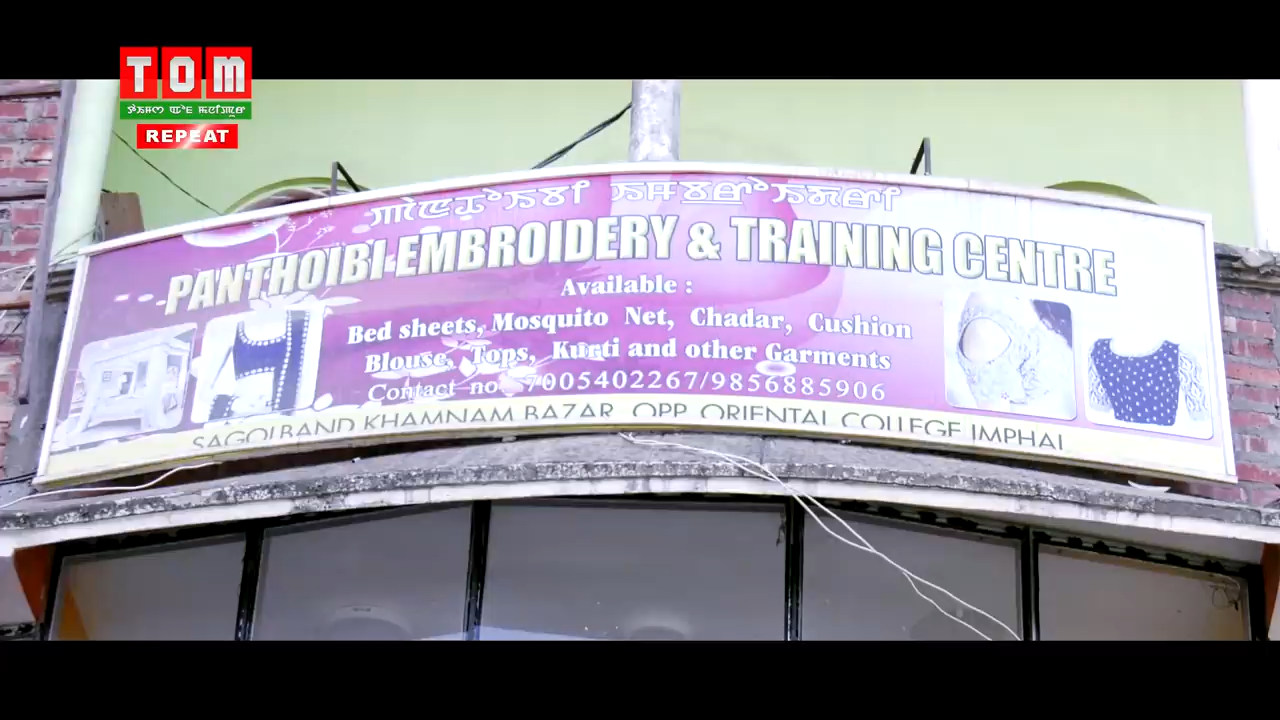 TOM
REPEAT
PANTHOIBI EMBROIDERY & TRAINING CENTRE
Available :
Bed sheets, Mosquito Net, Chadar, Cushion
Blouse, Tops, Kurti and other Garments
Contact no 7005402267/9856885906
SAGOLBAND KHAMNAM BAZAR, OPP. ORIENTAL COLLEGE IMPHAL